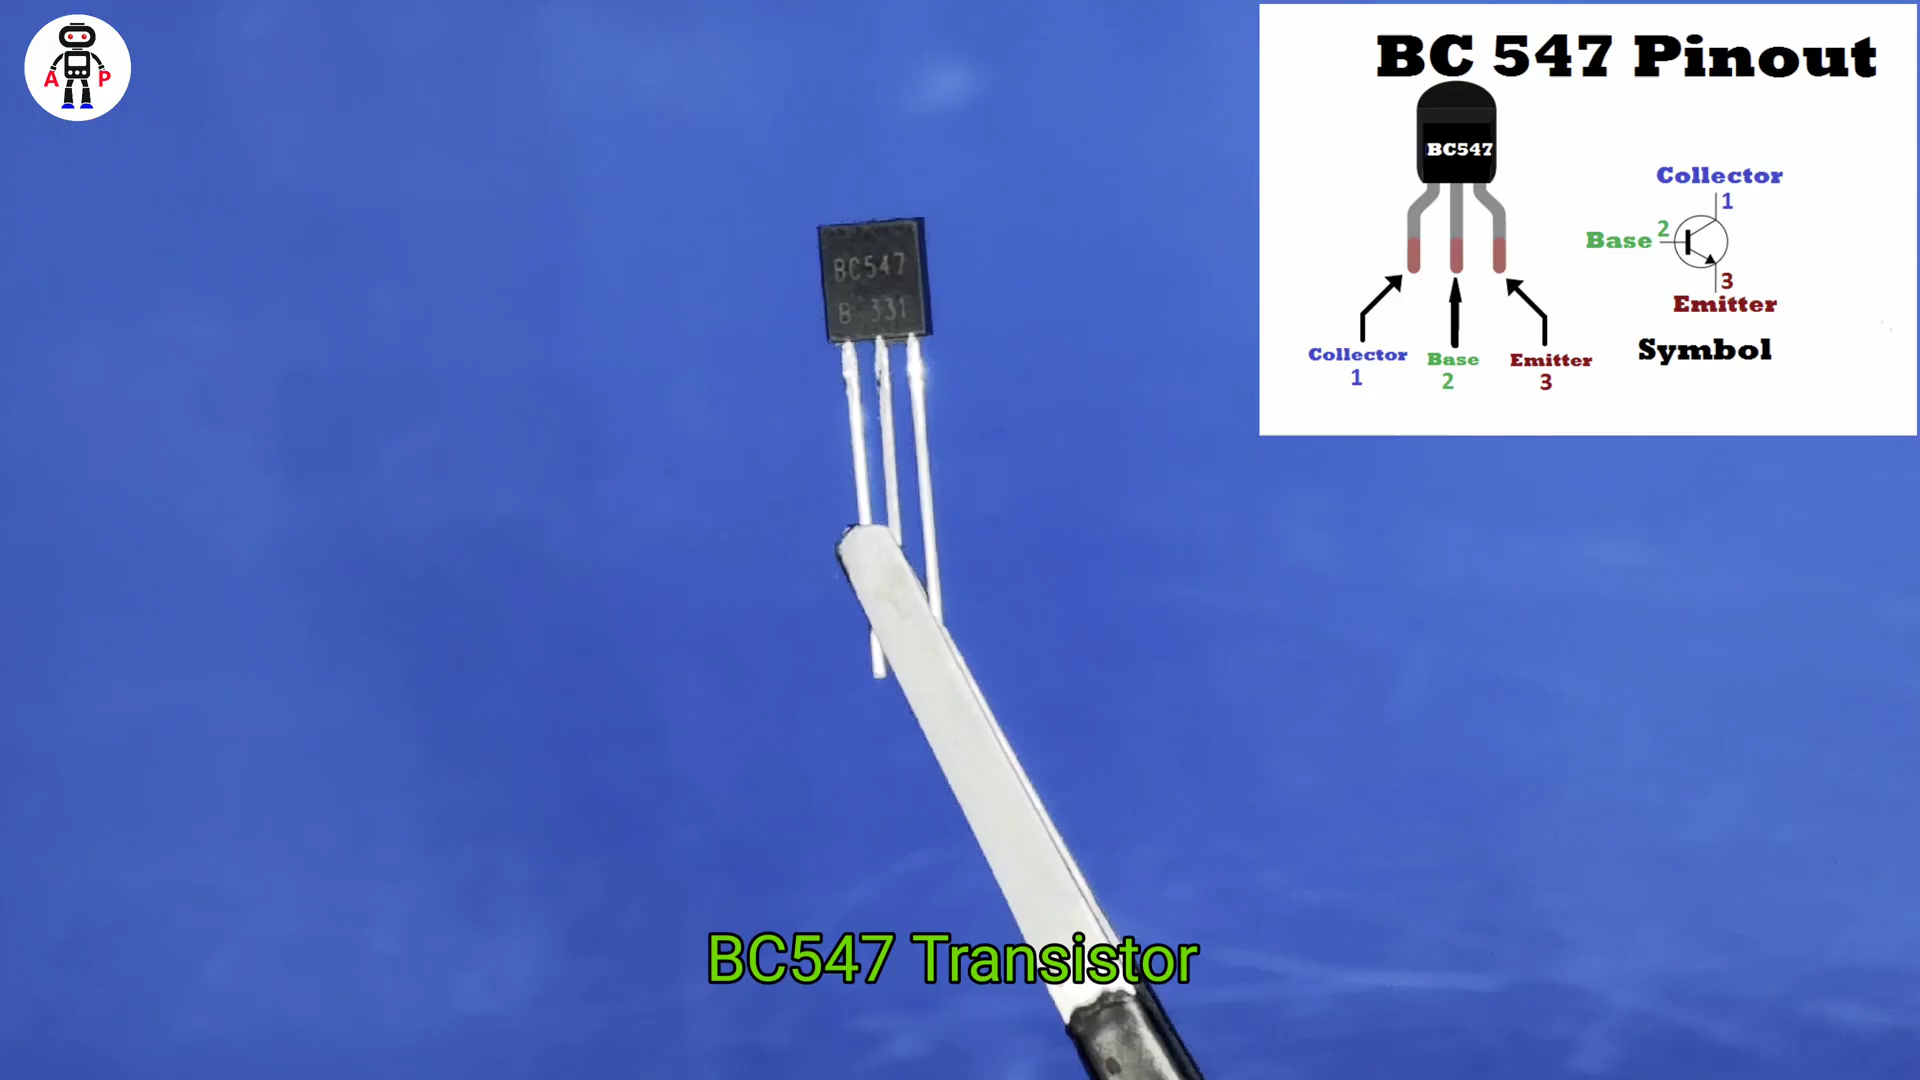 A P
BC 547 Pinout
BC547
Collector
1
2
Base
3
Emitter
Collector
1
Base
2
Emitter
3
Symbol
BC547
B 331
BC547 Transistor